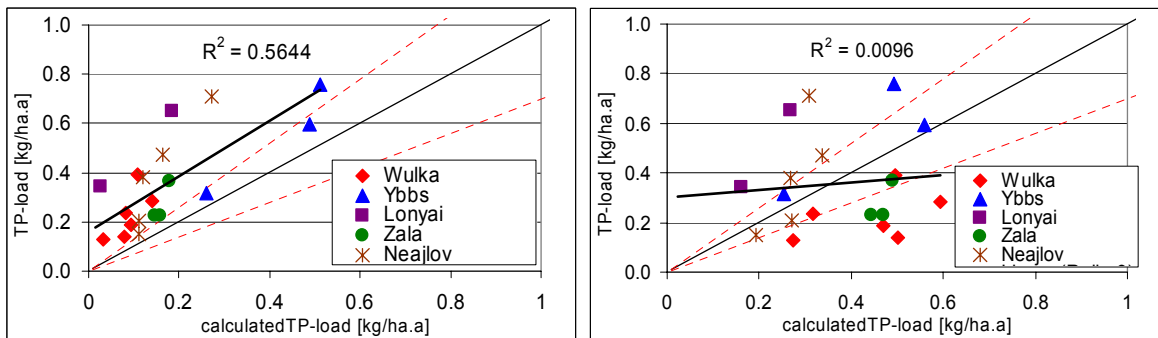 1.0
0.8
0.6
0.4
0.2
0.0
TP-load [kg/ha.a]
R² = 0.5644
Wulka
Ybbs
Lonyai
Zala
Neajlov
0 0.2 0.4 0.6 0.8 1
calculatedTP-load [kg/ha.a]
1.0
0.8
0.6
0.4
0.2
0.0
TP-load [kg/ha.a]
R² = 0.0096
Wulka
Ybbs
Lonyai
Zala
Neajlov
0 0.2 0.4 0.6 0.8 1
calculatedTP-load [kg/ha.a]